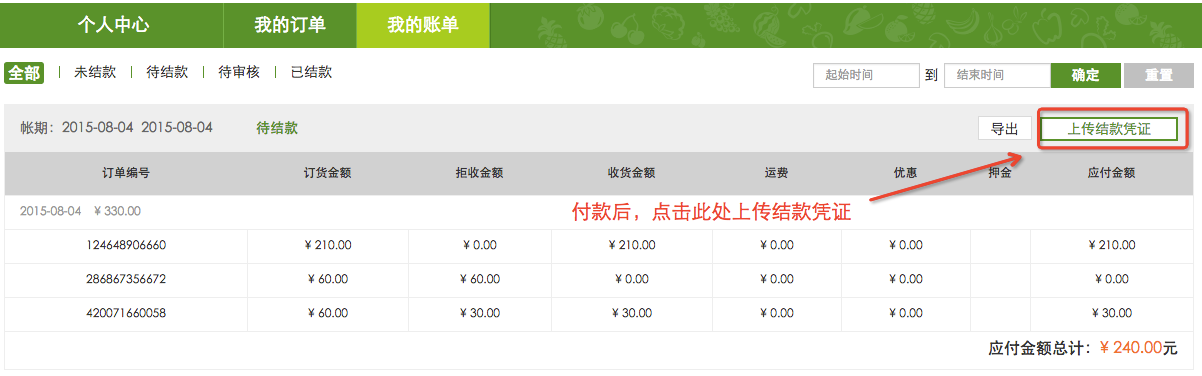 个人中心 我的订单 我的账单
全部 未结款 待结款 待审核 已结款 起始时间 到 结束时间 确定 重置
帐期：2015-08-04 2015-08-04 待结款 导出 上传结款凭证
订单编号 订货金额 拒收金额 收货金额 运费 优惠 押金 应付金额
2015-08-04 ¥ 330.00 付款后，点击此处上传结款凭证
124648906660 ¥ 210.00 ¥ 0.00 ¥ 210.00 ¥ 0.00 ¥ 0.00 ¥ 210.00
286867356672 ¥ 60.00 ¥ 60.00 ¥ 0.00 ¥ 0.00 ¥ 0.00 ¥ 0.00
420071660058 ¥ 60.00 ¥ 30.00 ¥ 30.00 ¥ 0.00 ¥ 0.00 ¥ 30.00
应付金额总计：¥ 240.00元